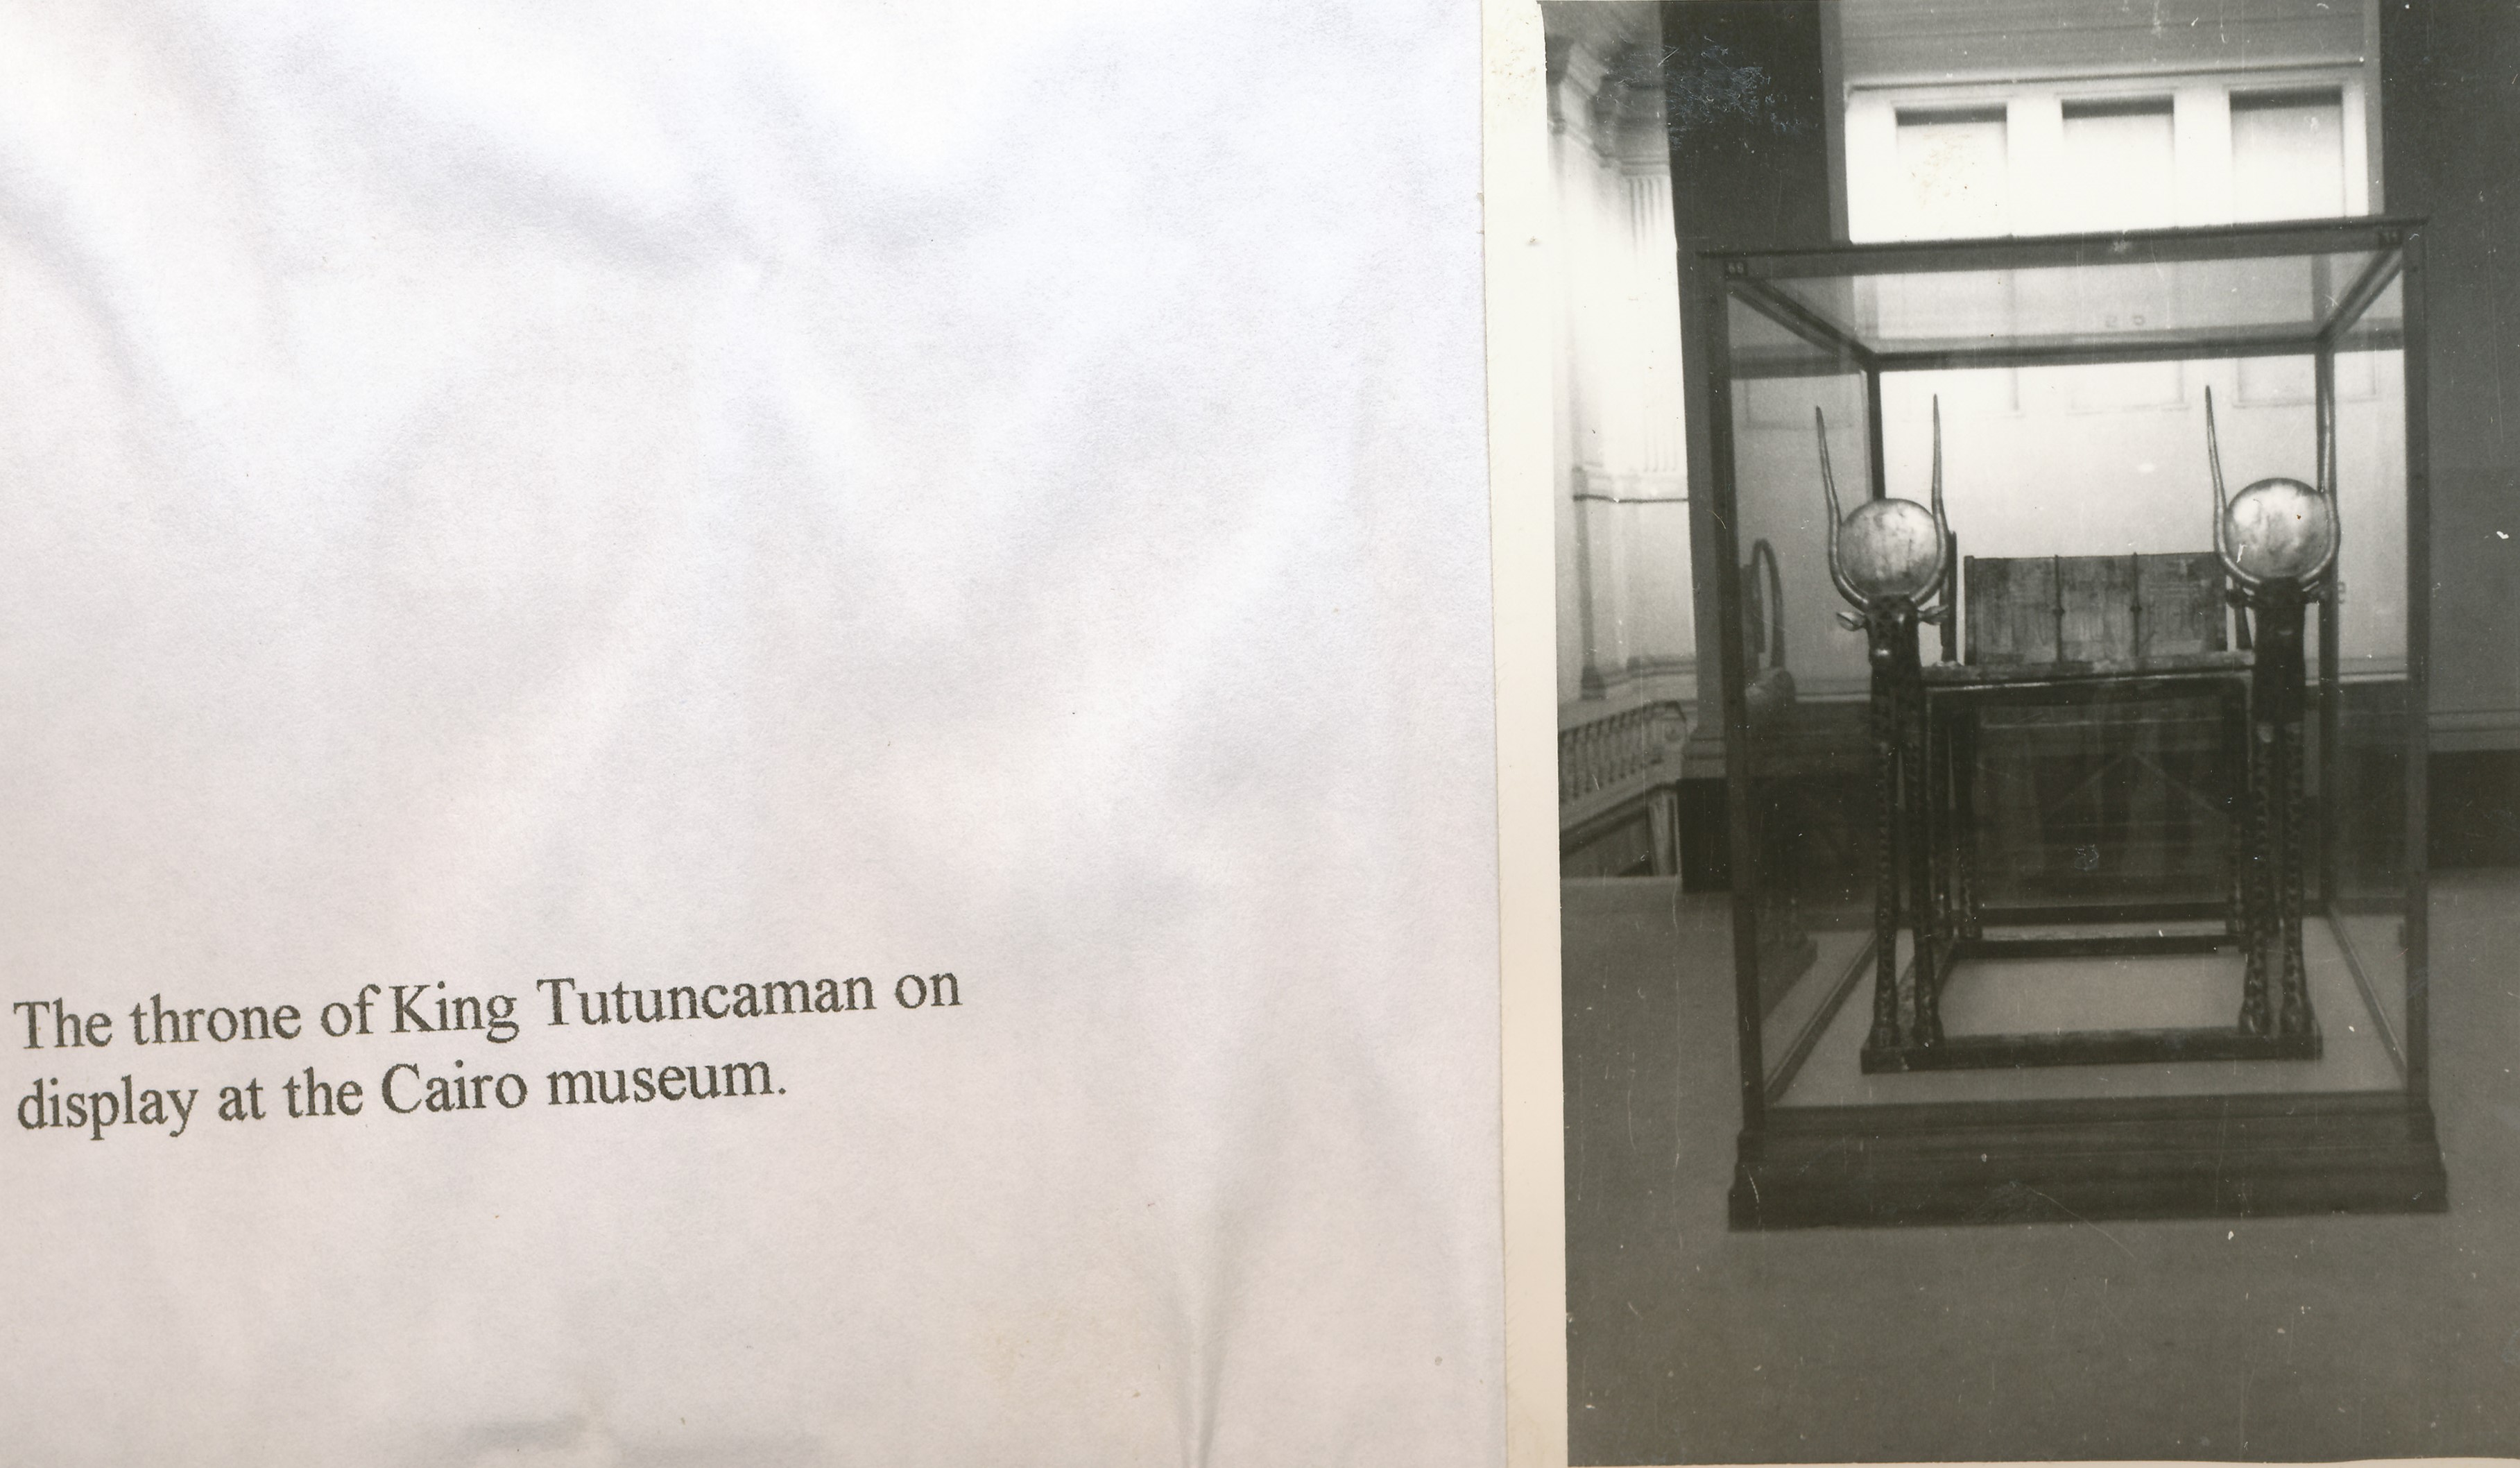 The throne of King Tutuncaman on
display at the Cairo museum.